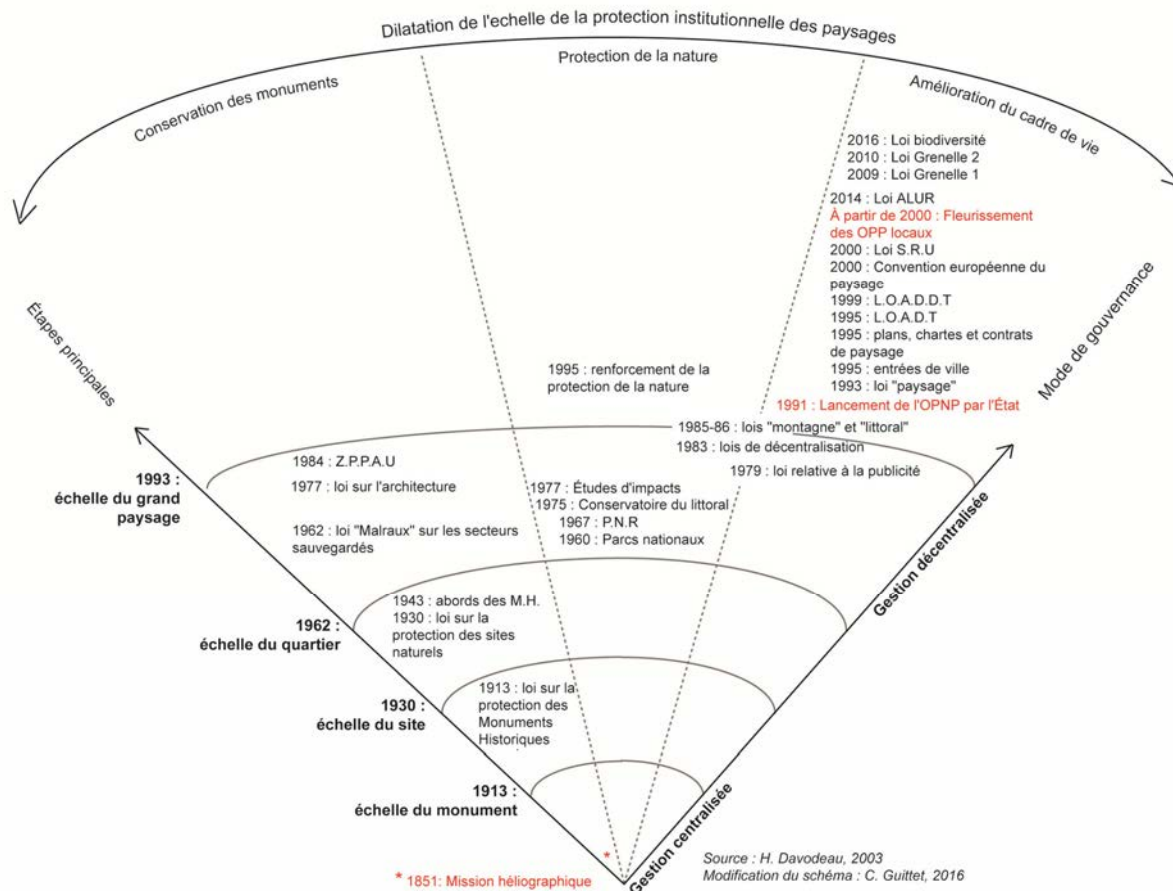 Dilatation de l'echelle de la protection institutionnelle des paysages
Conservation des monuments
Protection de la nature
Amélioration du cadre de vie
2016 : Loi biodiversité
2010 : Loi Grenelle 2
2009 : Loi Grenelle 1
2014 : Loi ALUR
À partir de 2000 : Fleurissement
des OPP locaux
2000 : Loi S.R.U
2000 : Convention européenne du
paysage
1999 : L.O.A.D.D.T
1995 : L.O.A.D.T
1995 : plans, chartes et contrats
de paysage
1995 : entrées de ville
1993 : loi "paysage"
1991 : Lancement de l'OPNP par l'État
Étapes principales
Mode de gouvernance
1995 : renforcement de la
protection de la nature
1985-86 : lois "montagne" et "littoral"
1983 : lois de décentralisation
1979 : loi relative à la publicité
1984 : Z.P.P.A.U
1977 : loi sur l'architecture
1962 : loi "Malraux" sur les secteurs
sauvegardés
1977 : Études d'impacts
1975 : Conservatoire du littoral
1967 : P.N.R
1960 : Parcs nationaux
1993 :
échelle du grand
paysage
Gestion décentralisée
1943 : abords des M.H.
1930 : loi sur la
protection des sites
naturels
1962 :
échelle du quartier
1913 : loi sur la
protection des
Monuments
Historiques
1930 :
échelle du site
1913 :
échelle du monument
Gestion centralisée
*
* 1851: Mission héliographique
Source : H. Davodeau, 2003
Modification du schéma : C. Guittet, 2016